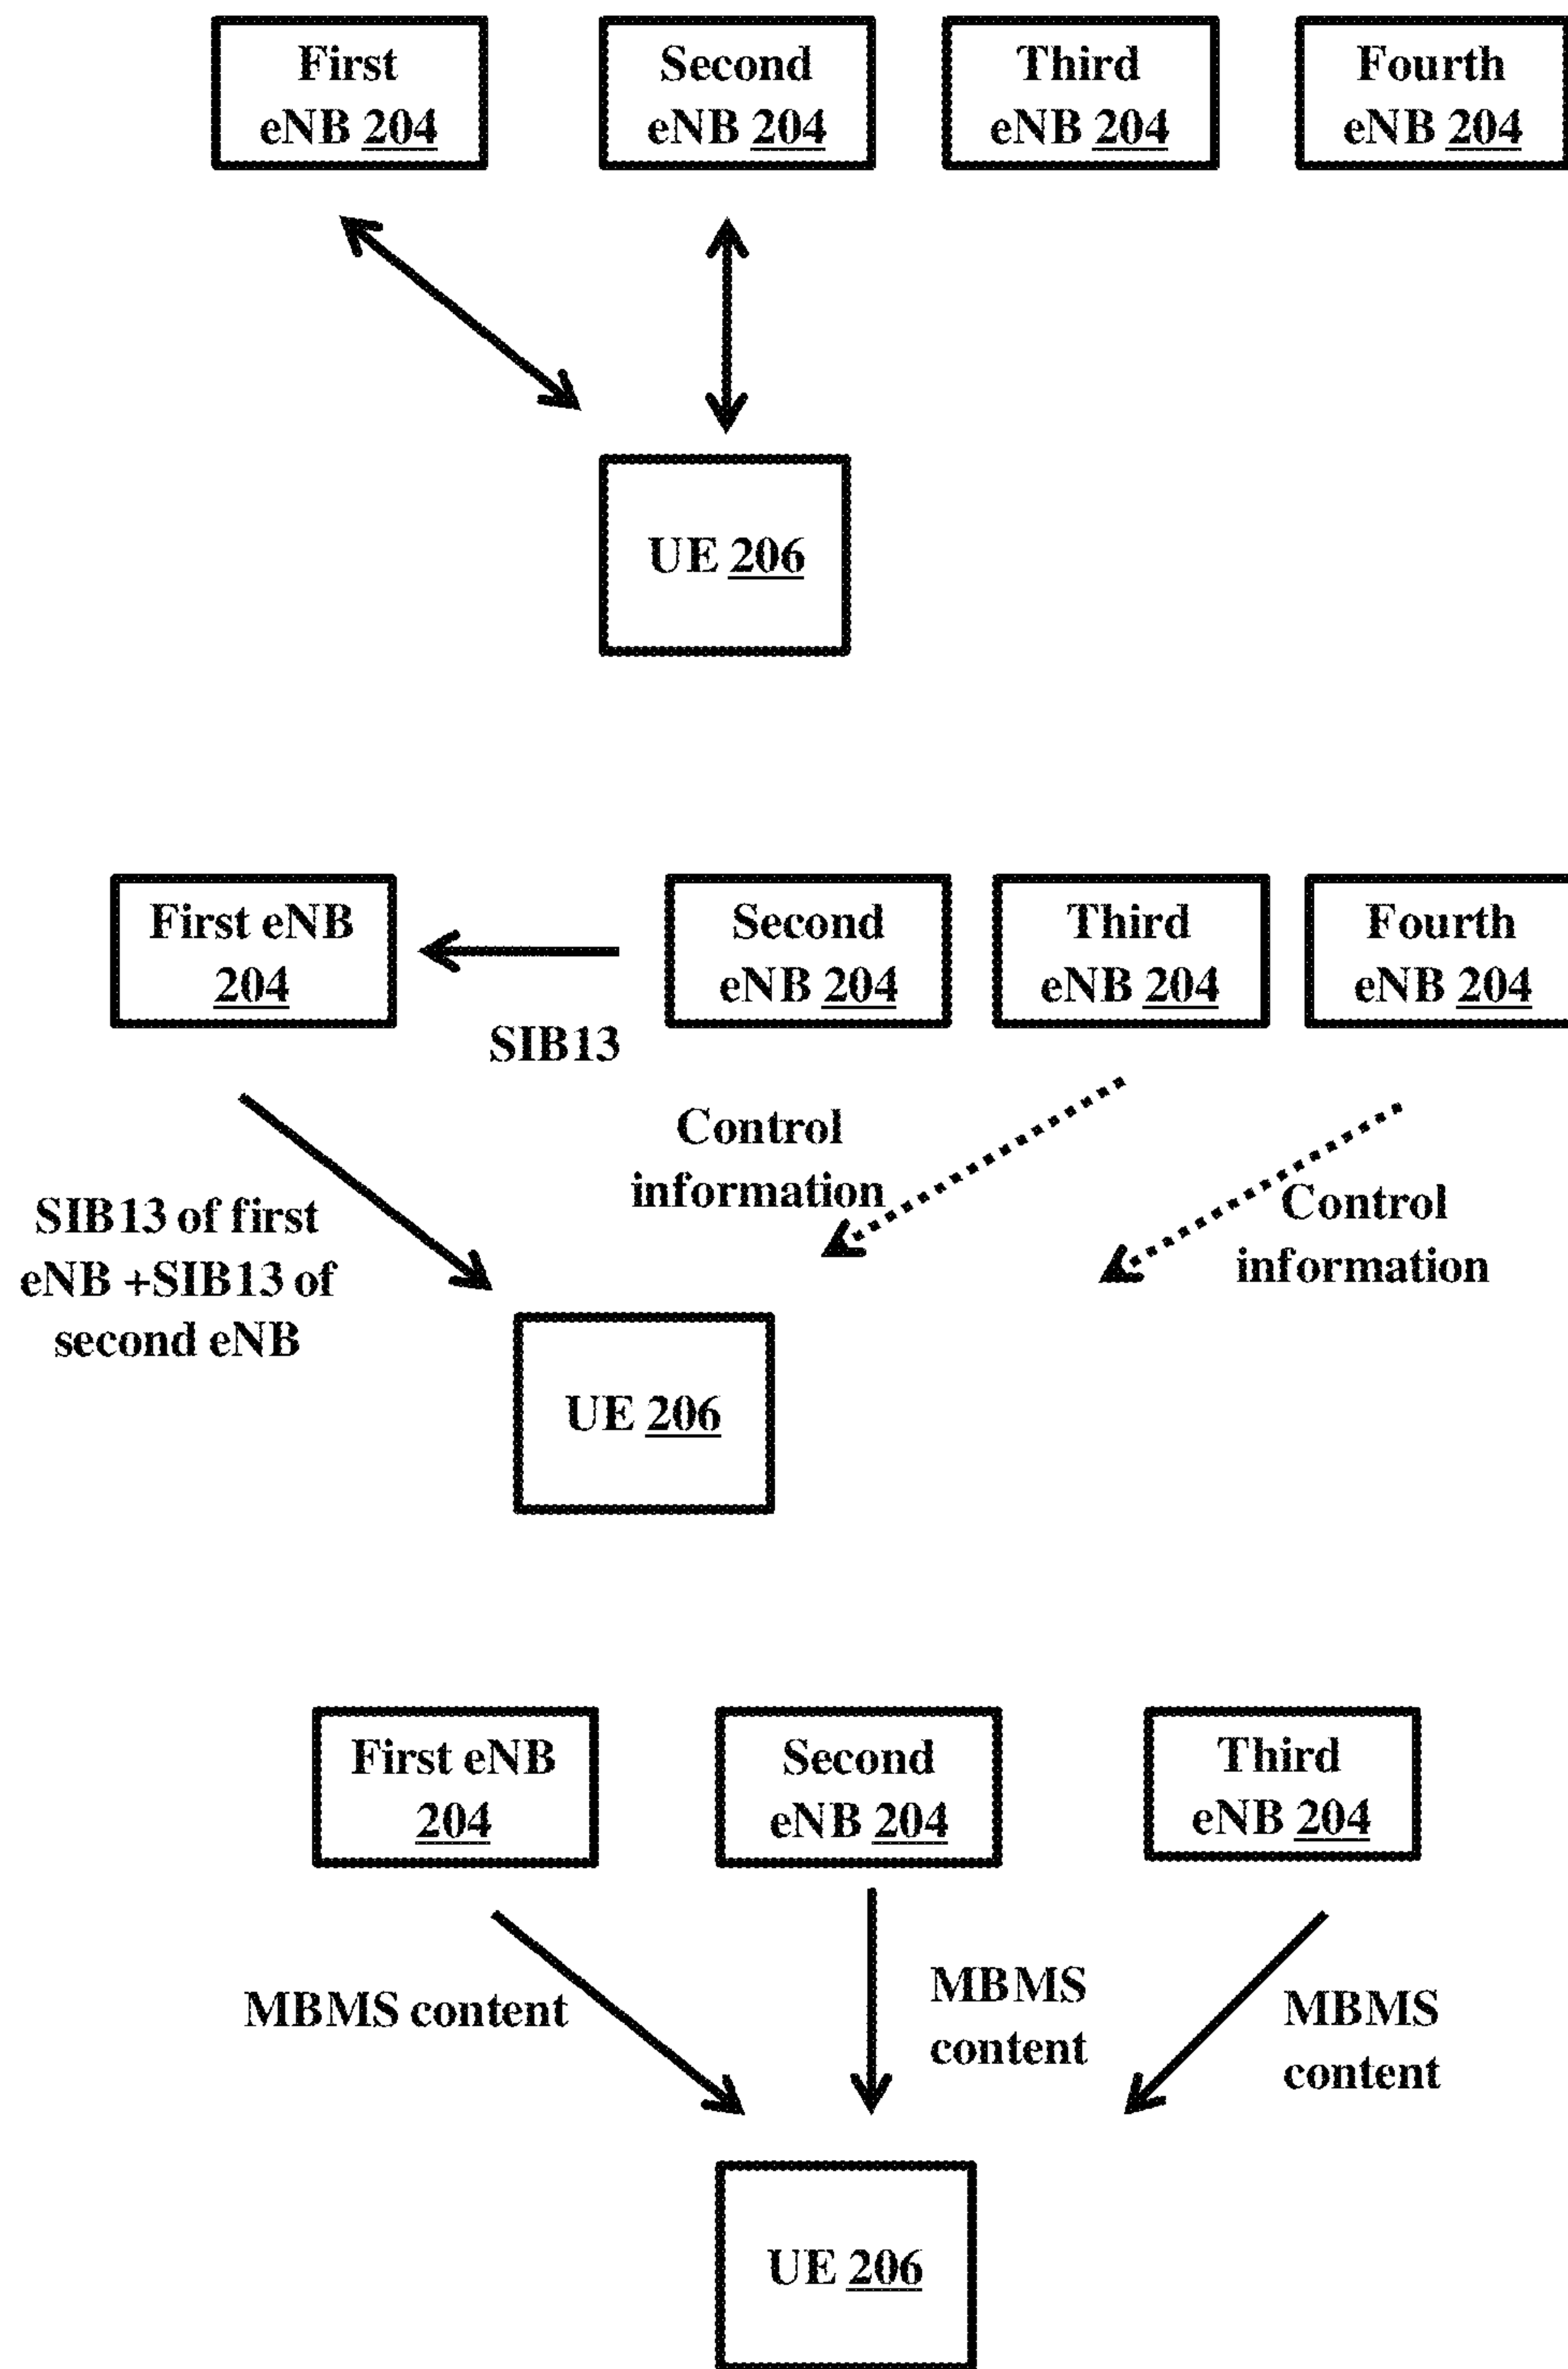 First
eNB 204
Second
eNB 204
Third
eNB 204
Fourth
eNB 204
UE 206
First eNB
204
Second
eNB 204
Third
eNB 204
Fourth
eNB 204
SIB13
Control
information
Control
information
SIB13 of first
eNB +SIB13 of
second eNB
UE 206
First eNB
204
Second
eNB 204
Third
eNB 204
MBMS content
MBMS
content
MBMS
content
UE 206